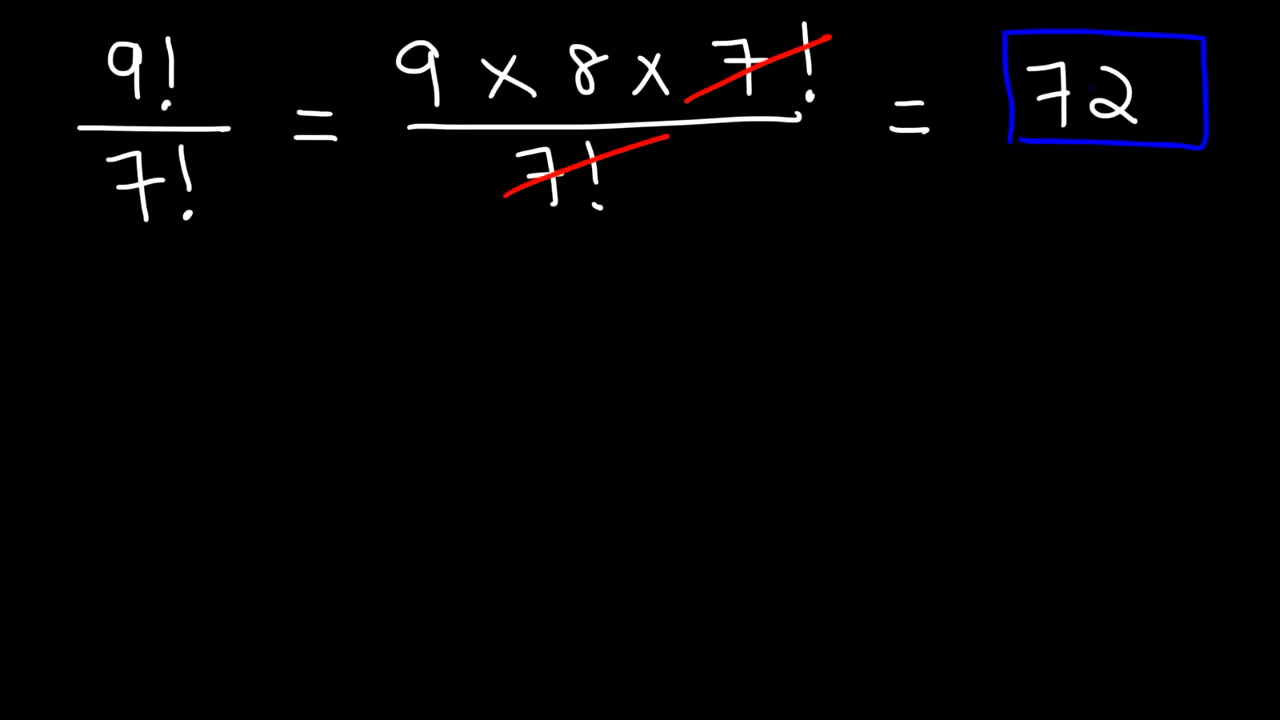 9!/7! = (9 x 8 x 7!)/7! = 72